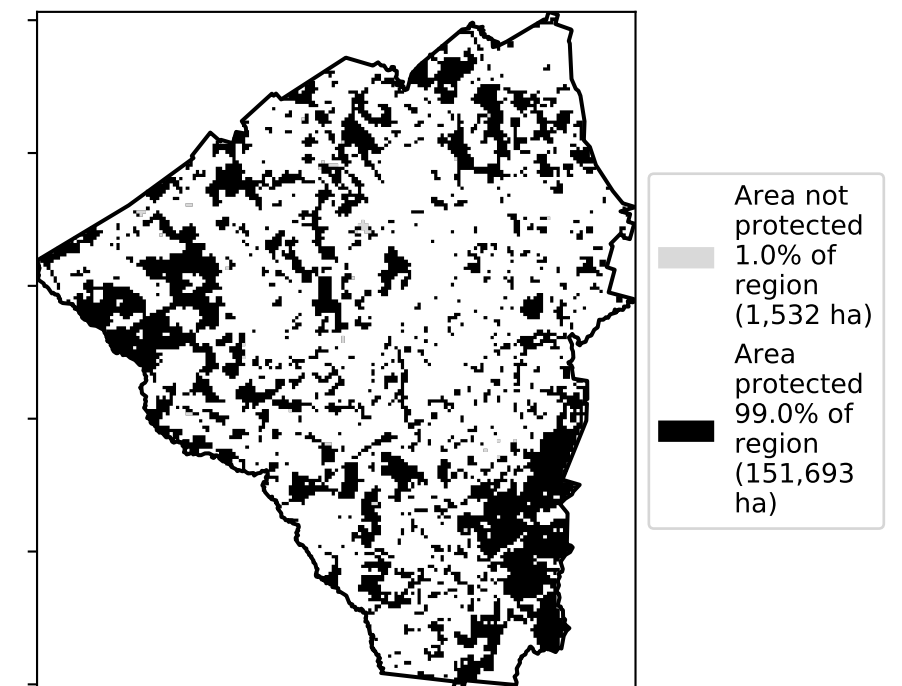 Area not
protected
1.0% of
region
(1,532 ha)
Area
protected
99.0% of
region
(151,693
ha)